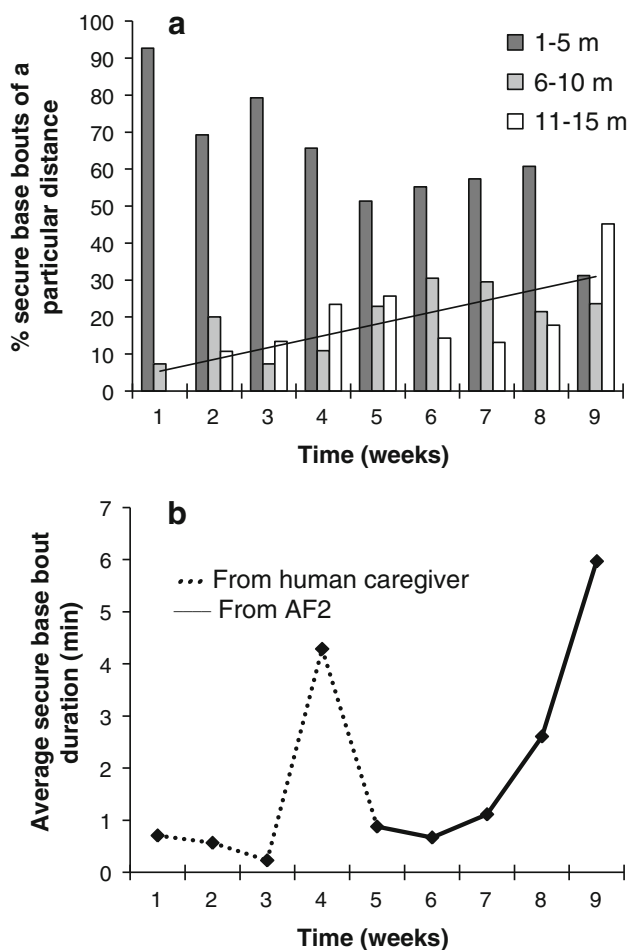 a
% secure base bouts of a
particular distance
100
90
80
70
60
50
40
30
20
10
0
1-5 m
6-10 m
11-15 m
1 2 3 4 5 6 7 8 9
Time (weeks)
b
Average secure base bout
duration (min)
7
6
5
4
3
2
1
0
From human caregiver
From AF2
1 2 3 4 5 6 7 8 9
Time (weeks)